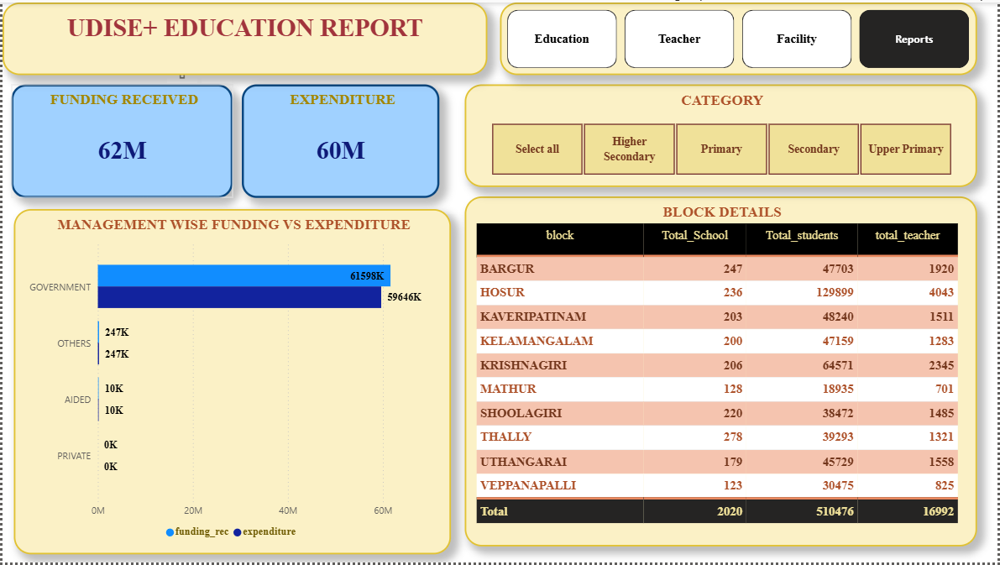 UDISE+ EDUCATION REPORT
Education Teacher Facility Reports
FUNDING RECEIVED
62M
EXPENDITURE
60M
CATEGORY
Select all
Higher
Secondary
Primary
Secondary
Upper Primary
MANAGEMENT WISE FUNDING VS EXPENDITURE
GOVERNMENT
61598K
59646K
OTHERS
247K
247K
AIDED
10K
10K
PRIVATE
0K
0K
0M 20M 40M 60M
funding_rec expenditure
BLOCK DETAILS
block Total_School Total_students total_teacher
BARGUR 247 47703 1920
HOSUR 236 129899 4043
KAVERIPATINAM 203 48240 1511
KELAMANGALAM 200 47159 1283
KRISHNAGIRI 206 64571 2345
MATHUR 128 18935 701
SHOOLAGIRI 220 38472 1485
THALLY 278 39293 1321
UTHANGARAI 179 45729 1558
VEPPANAPALLI 123 30475 825
Total 2020 510476 16992